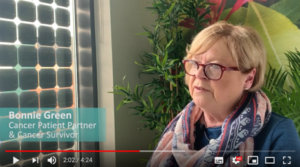 Bonnie Green
Cancer Patient Partner
& Cancer Survivor
2:02 / 4:24